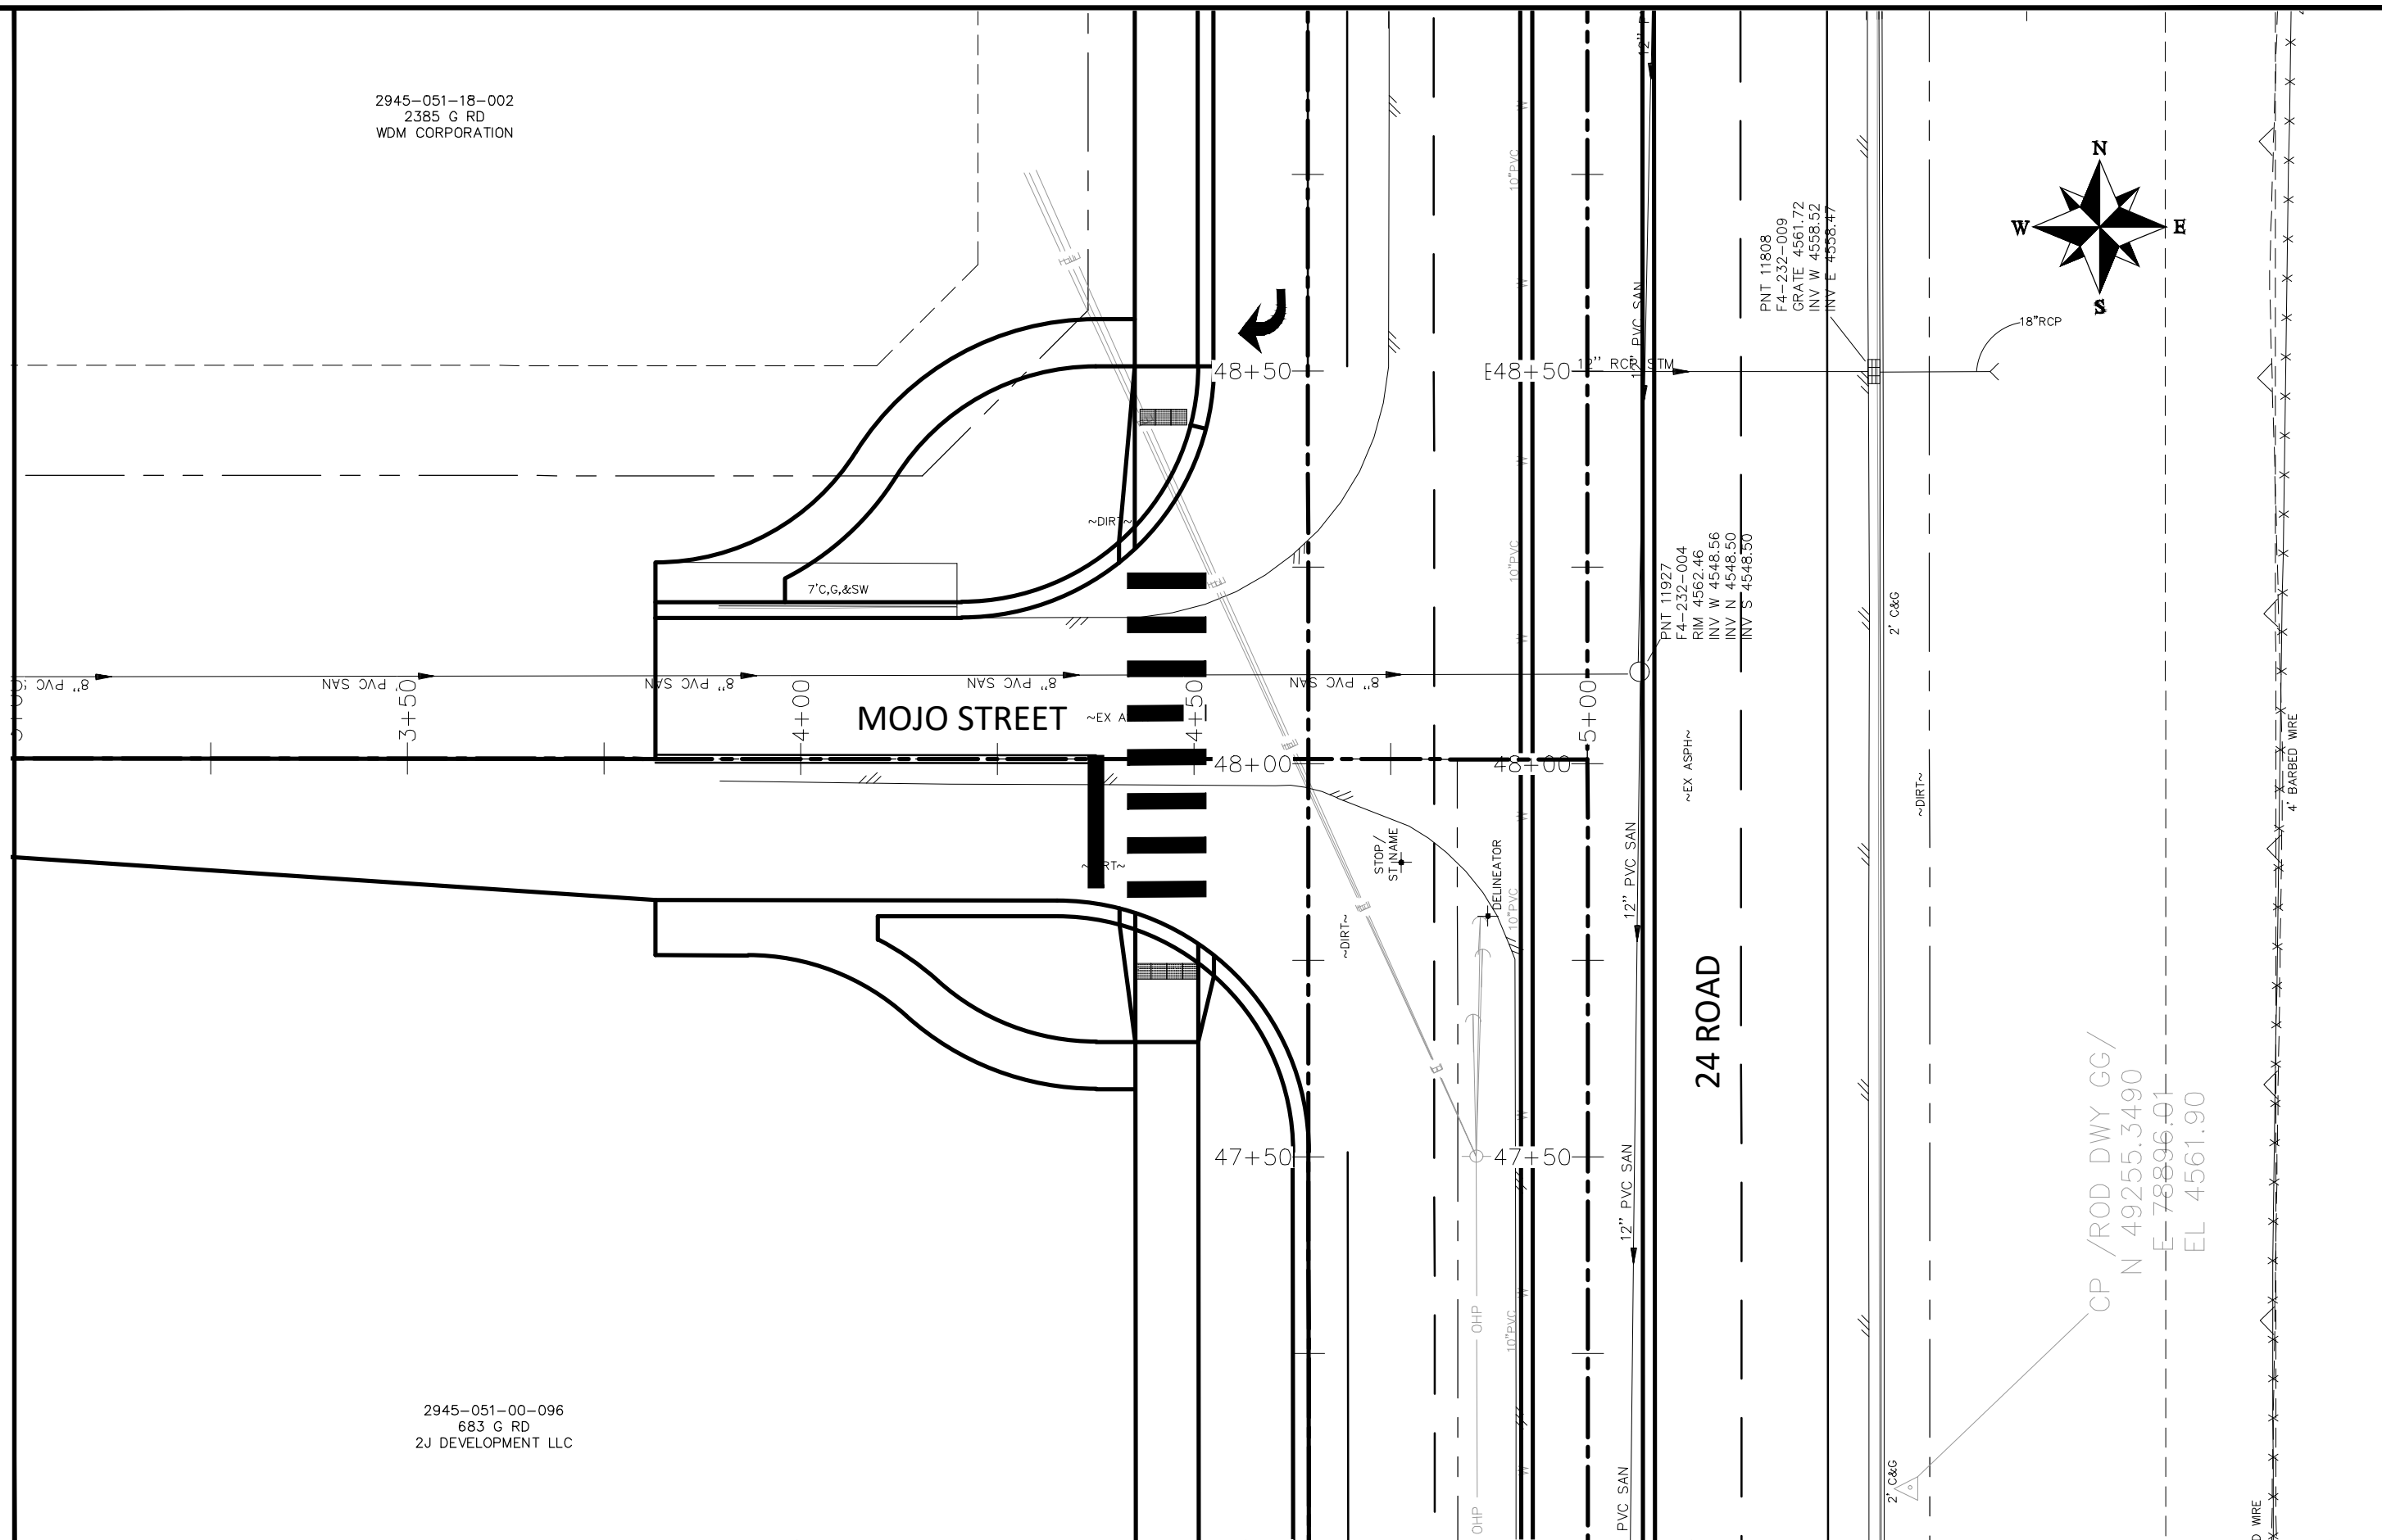 2945-051-18-002
2385 G RD
WDM CORPORATION
N
W
E
S
PNT 11808
F4-232-009
GRATE 4561.72
INV W 4558.52
INV E 4558.47
18"RCP
12" PVC SAN
12" PVC SAN
10"PVC
W
W
W
48+50
48+50
12" RCP STM
~DIRT~
7'C,G,&SW
10"PVC
W
PNT 11927
F4-232-004
RIM 4562.46
INV W 4548.56
INV N 4548.50
INV S 4548.50
2' C&G
8" PVC
8" PVC SAN
8" PVC SAN
8" PVC SAN
PVC SAN
3+50
4+00
4+50
5+00
MOJO STREET
~EX A
48+00
48+00
~EX ASPH~
~DIRT~
4' BARBED WIRE
STOP/
ST NAME
DELINEATOR
10"PVC
W
12" PVC SAN
~DIRT~
24 ROAD
47+50
47+50
W
12" PVC SAN
CP /ROD DWY GG/
N 49255.3490
E 78896.01
EL 4561.90
OHP
OHP
W
10"PVC
W
PVC SAN
2' C&G
WIRE
2945-051-00-096
683 G RD
2J DEVELOPMENT LLC